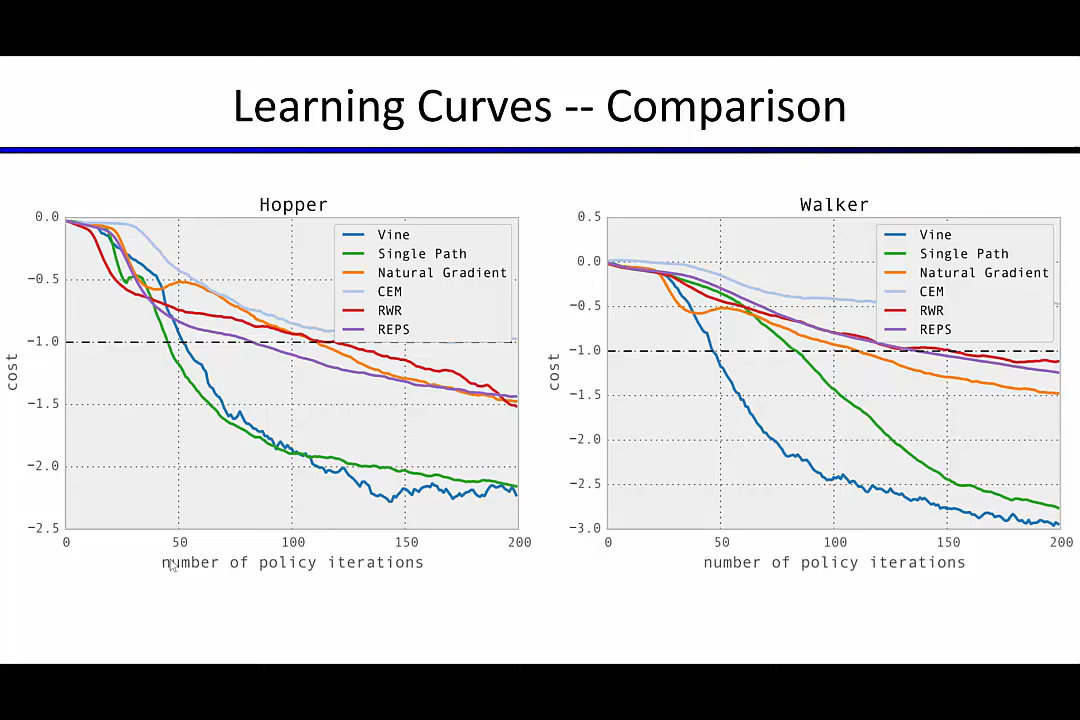 Learning Curves -- Comparison
Hopper
0.0
−0.5
−1.0
−1.5
−2.0
−2.5
cost
Vine
Single Path
Natural Gradient
CEM
RWR
REPS
0 50 100 150 200
number of policy iterations
Walker
0.5
0.0
−0.5
−1.0
−1.5
−2.0
−2.5
−3.0
cost
Vine
Single Path
Natural Gradient
CEM
RWR
REPS
0 50 100 150 200
number of policy iterations